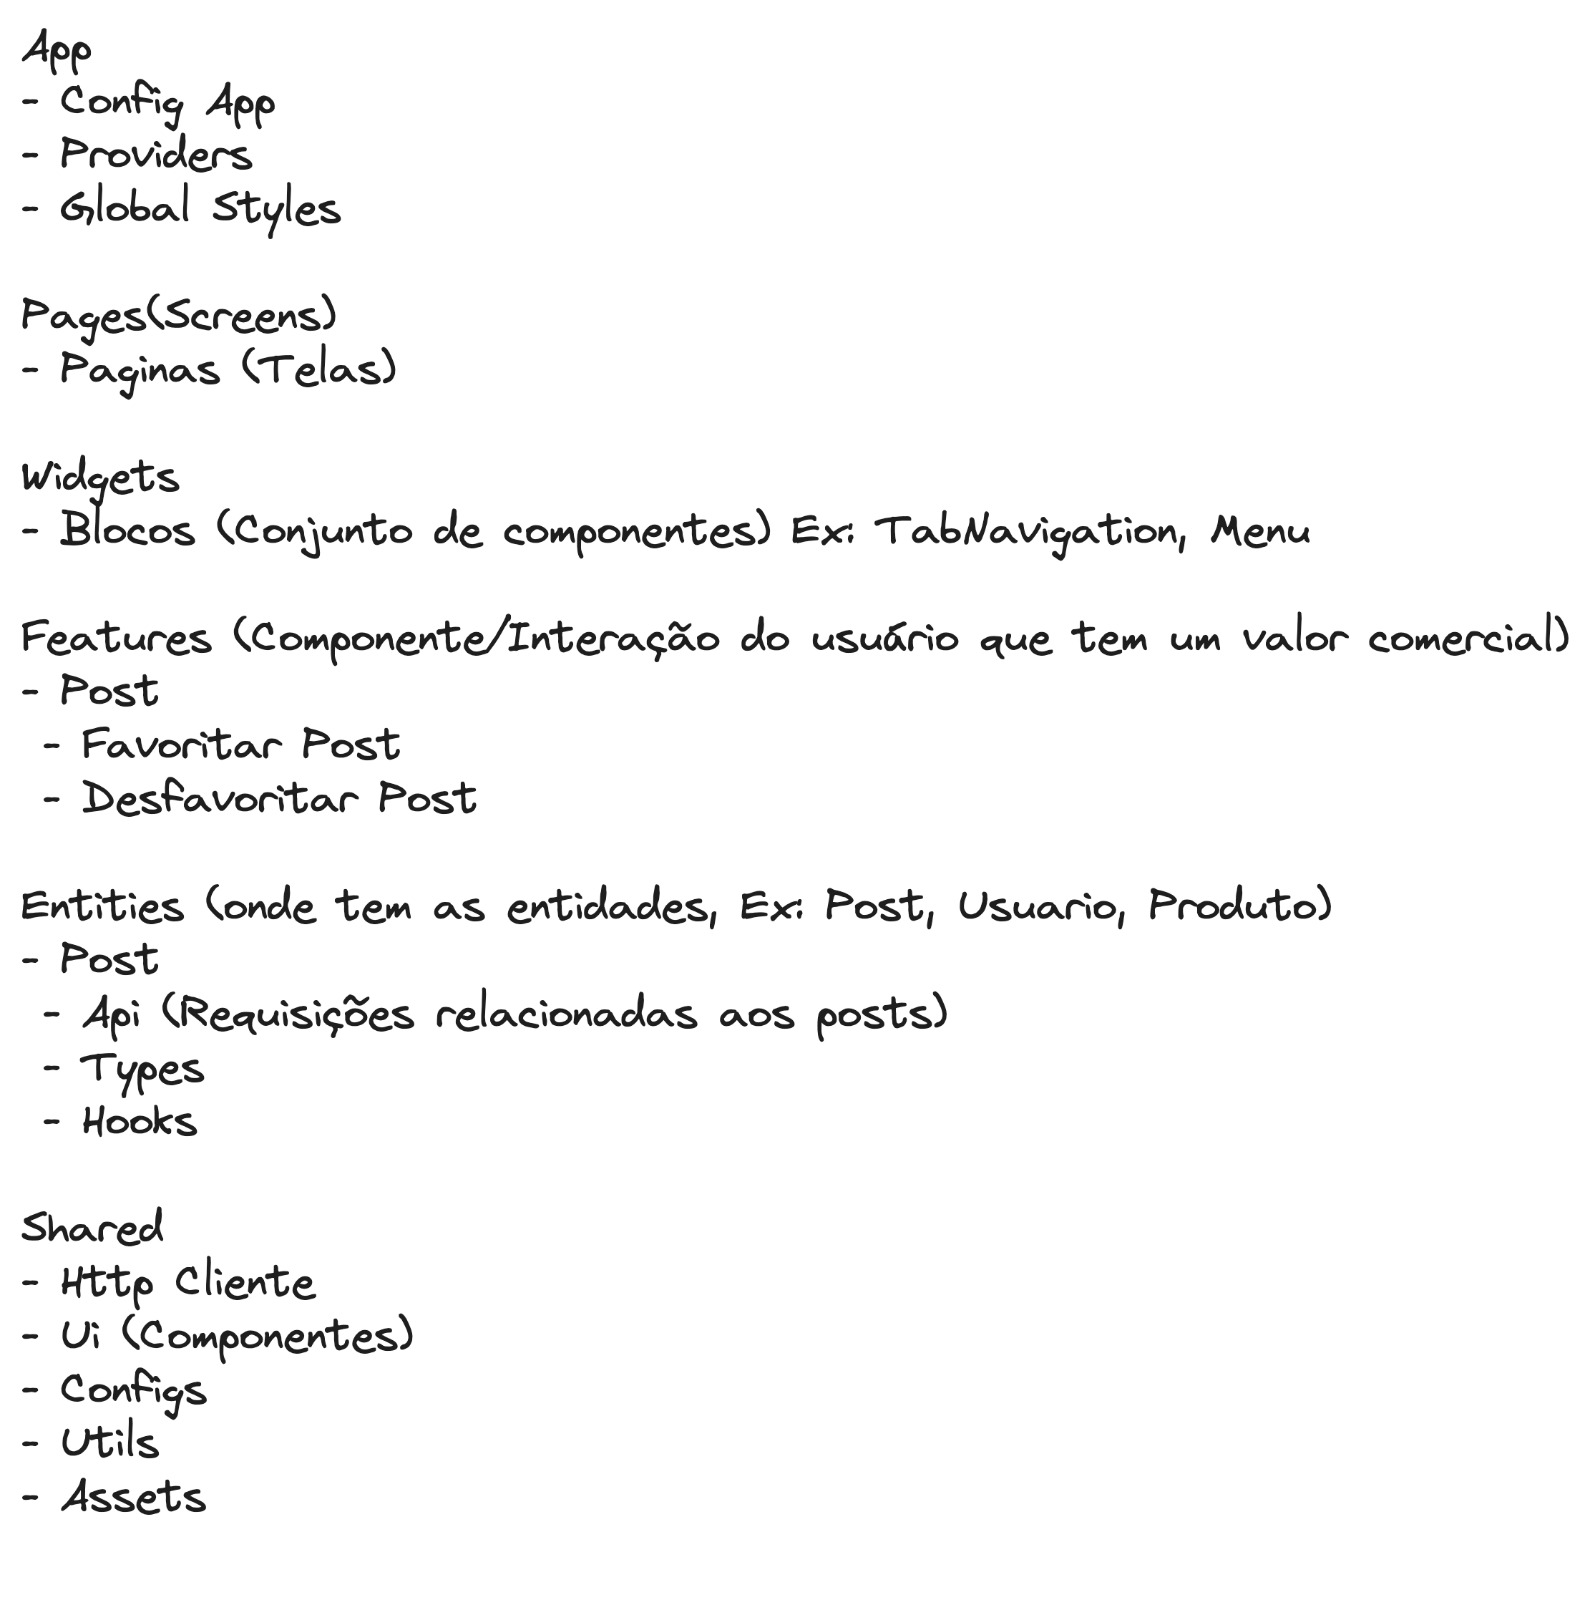 App
- Config App
- Providers
- Global Styles
Pages(Screens)
- Paginas (Telas)
Widgets
- Blocos (Conjunto de componentes) Ex: TabNavigation, Menu
Features (Componente/Interação do usuário que tem um valor comercial)
- Post
- Favoritar Post
- Desfavoritar Post
Entities (onde tem as entidades, Ex: Post, Usuario, Produto)
- Post
- Api (Requisições relacionadas aos posts)
- Types
- Hooks
Shared
- Http Cliente
- Ui (Componentes)
- Configs
- Utils
- Assets